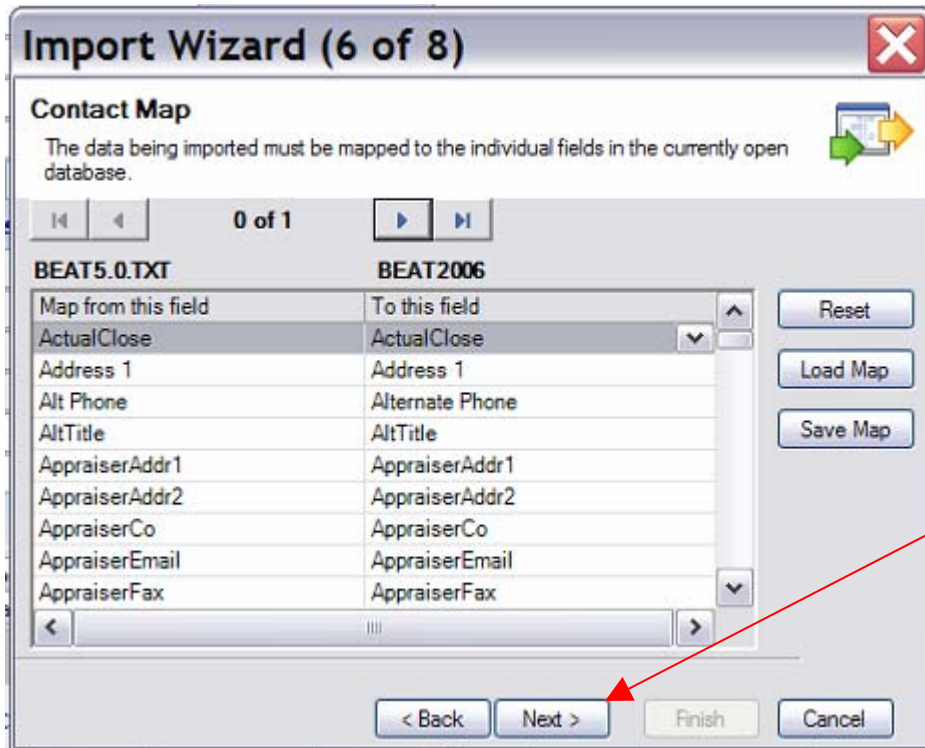 Import Wizard (6 of 8)
Contact Map
The data being imported must be mapped to the individual fields in the currently open
database.
0 of 1
BEAT5.0.TXT BEAT2006
Map from this field To this field
ActualClose ActualClose
Address 1 Address 1
Alt Phone Alternate Phone
AltTitle AltTitle
AppraiserAddr1 AppraiserAddr1
AppraiserAddr2 AppraiserAddr2
AppraiserCo AppraiserCo
AppraiserEmail AppraiserEmail
AppraiserFax AppraiserFax
Reset
Load Map
Save Map
< Back Next > Finish Cancel